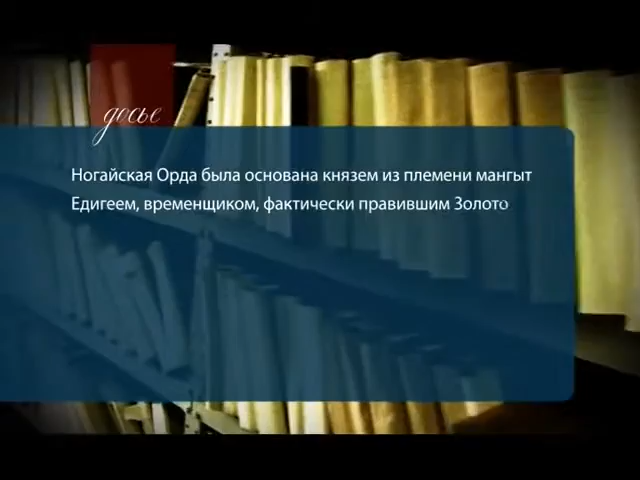 досье
Ногайская Орда была основана князем из племени мангыт
Едигеем, временщиком, фактически правившим Золото